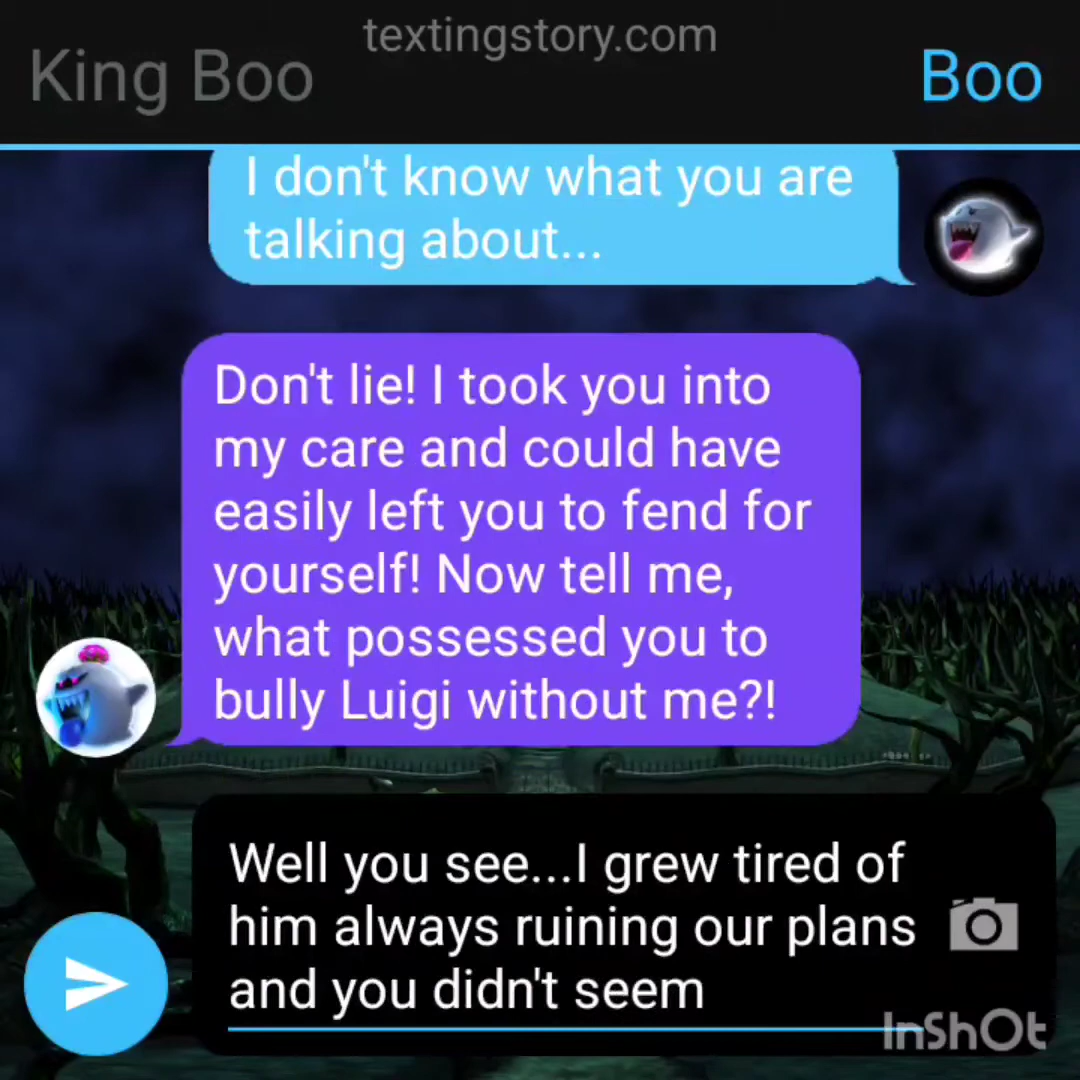 textingstory.com
King Boo
Boo
I don't know what you are
talking about...
Don't lie! I took you into
my care and could have
easily left you to fend for
yourself! Now tell me,
what possessed you to
bully Luigi without me?!
Well you see...I grew tired of
him always ruining our plans
and you didn't seem
InShOt